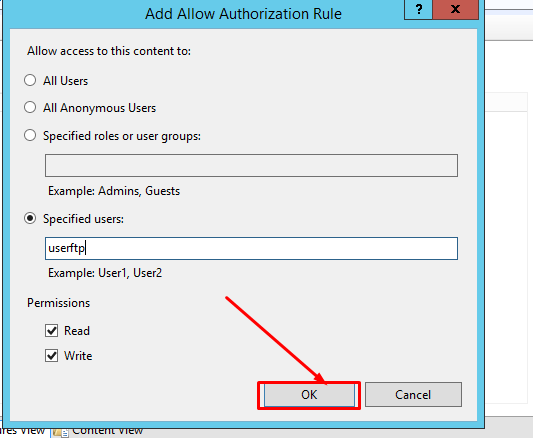 Add Allow Authorization Rule
? x
Allow access to this content to:
All Users
All Anonymous Users
Specified roles or user groups:
Example: Admins, Guests
Specified users:
userftp
Example: User1, User2
Permissions
Read
Write
OK Cancel
View Content View